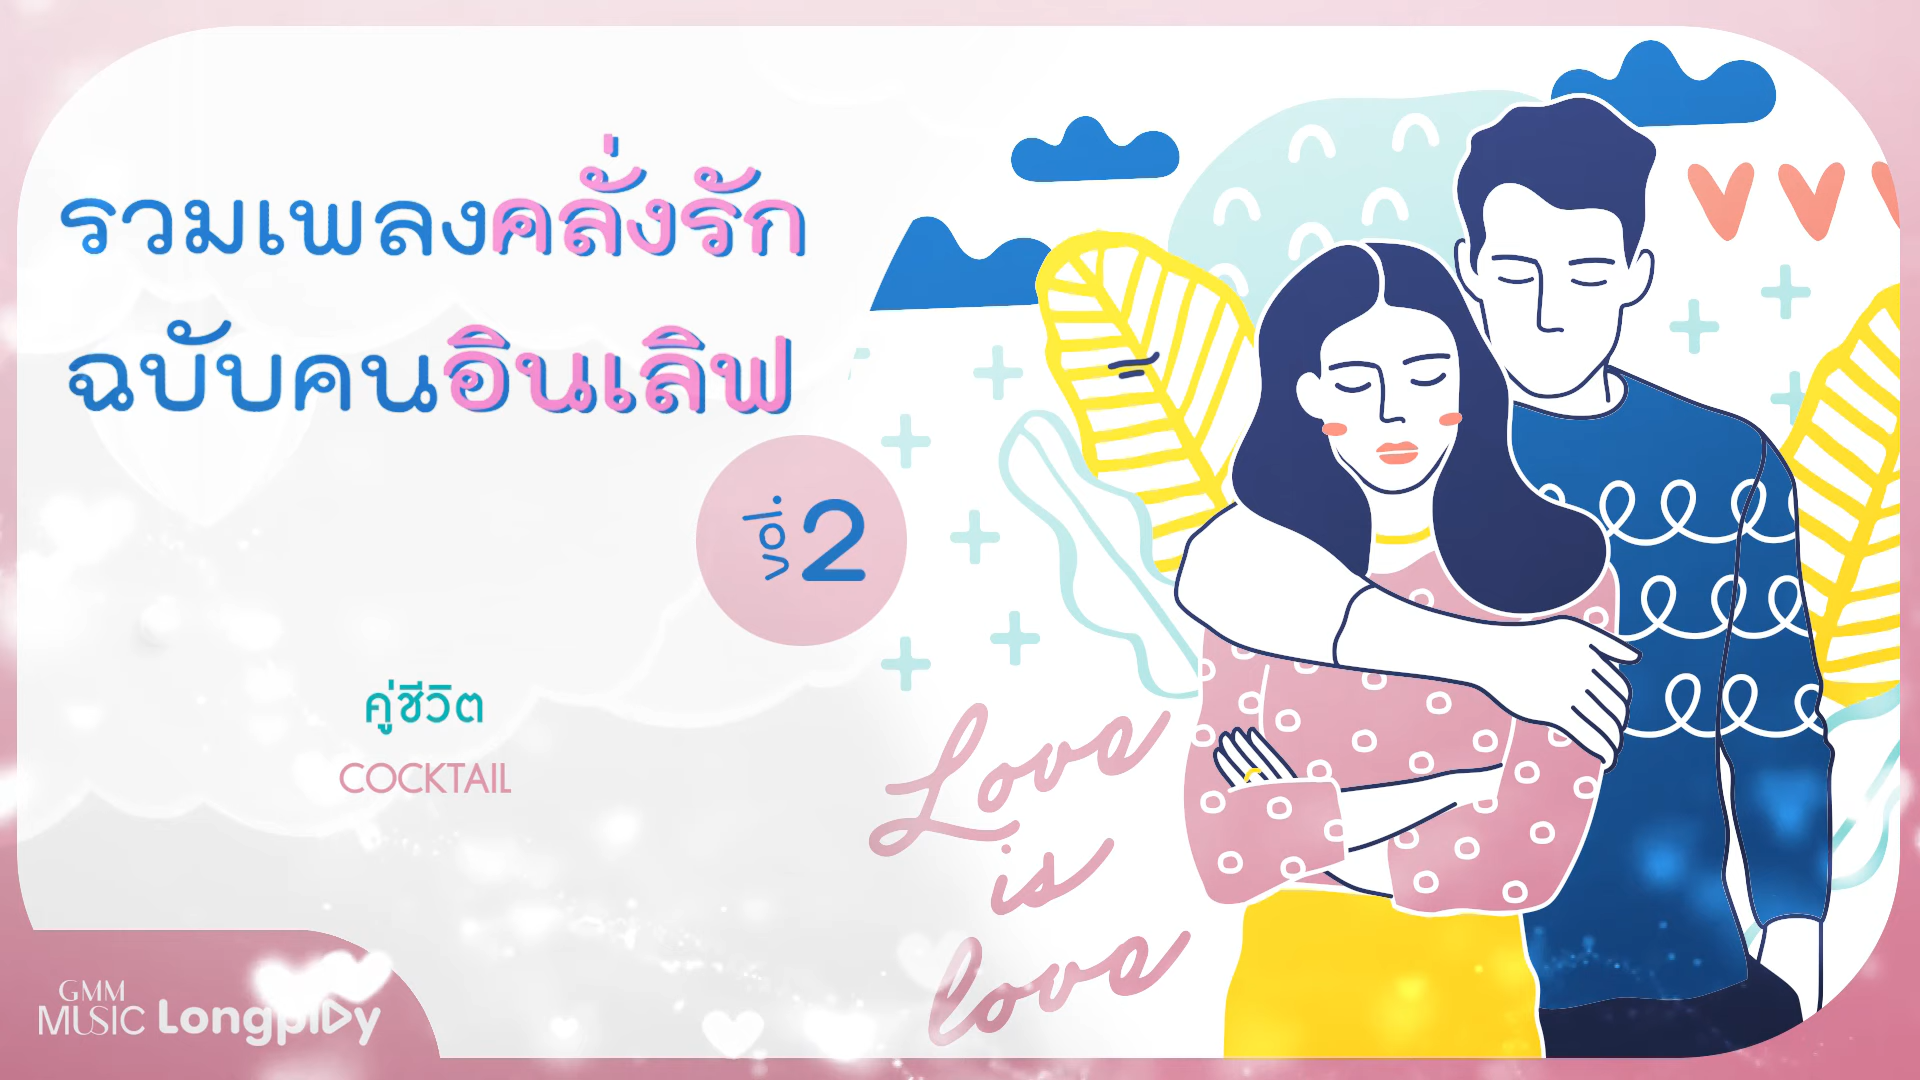 รวมเพลงคลั่งรัก
ฉบับคนอินเลิฟ
vol.2
คู่ชีวิต
COCKTAIL
Love
is
love
GMM
MUSIC Longplay